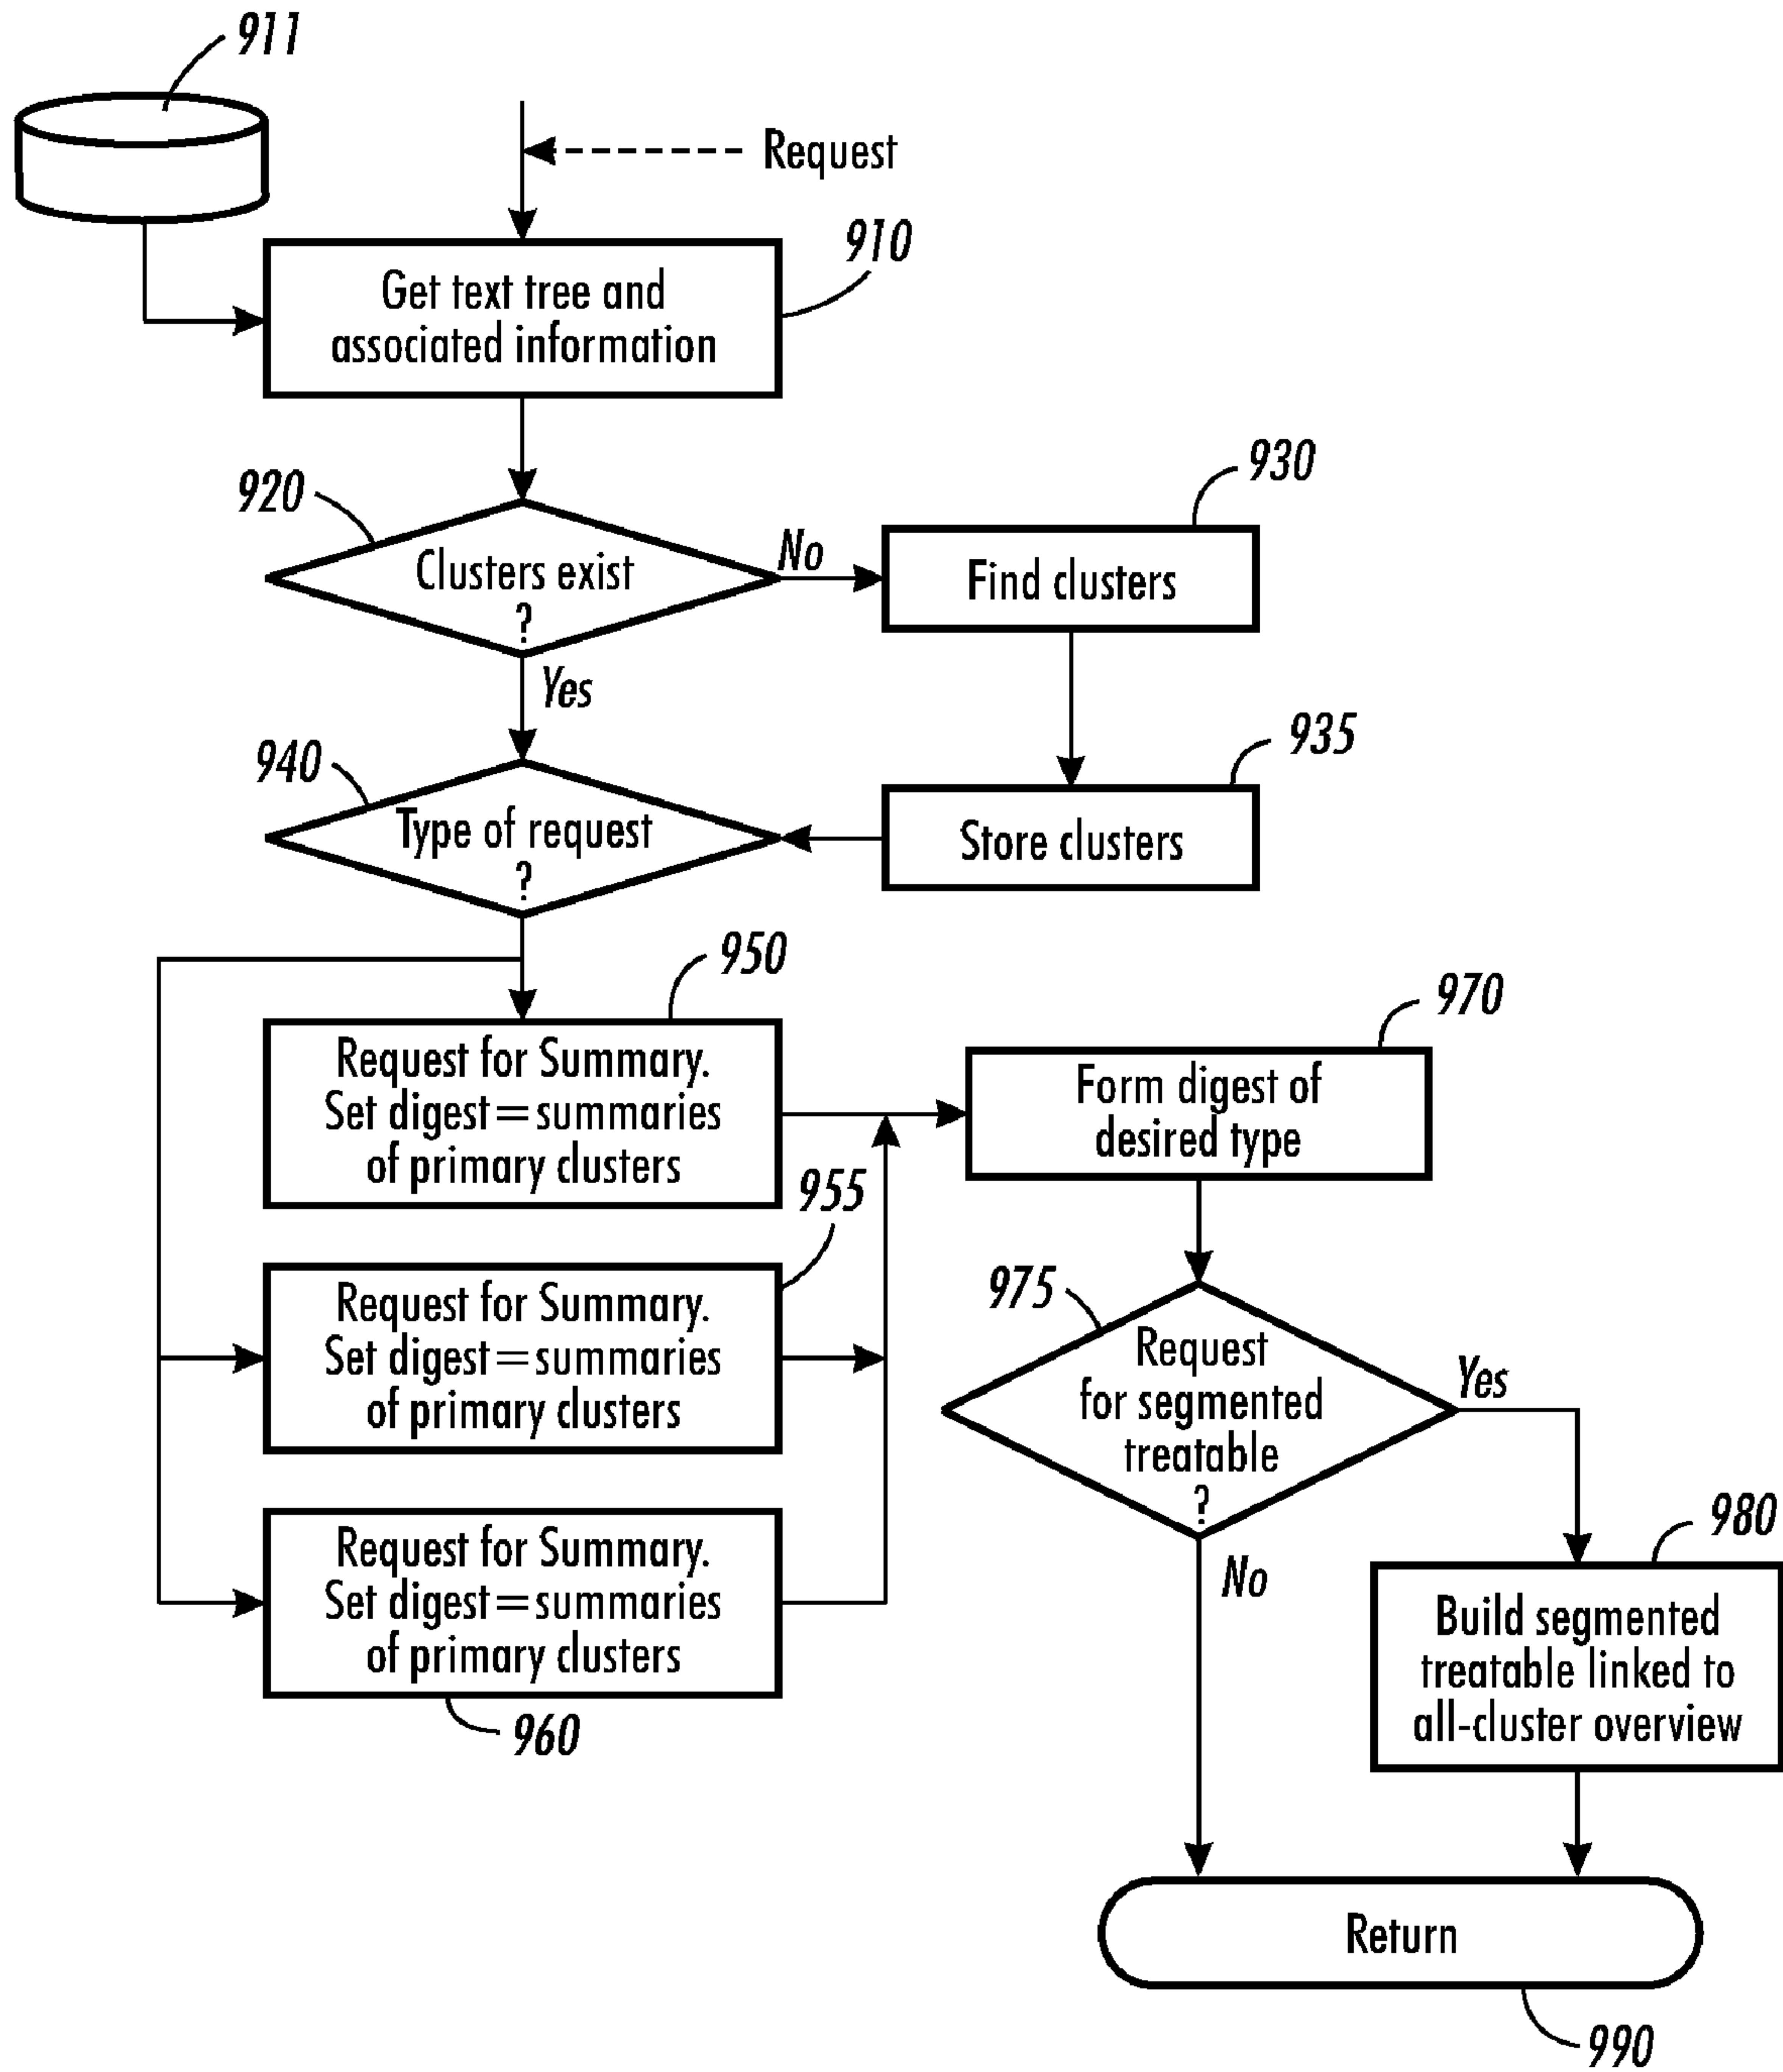 911
Request
910
Get text tree and
associated information
930
920
No
Clusters exist
?
Find clusters
Yes
935
940
Type of request
?
Store clusters
950
970
Request for Summary.
Set digest=summaries
of primary clusters
Form digest of
desired type
955
Request for Summary.
Set digest=summaries
of primary clusters
975
Request
for segmented
treatable
?
Yes
No
980
Request for Summary.
Set digest=summaries
of primary clusters
960
Build segmented
treatable linked to
all-cluster overview
Return
990